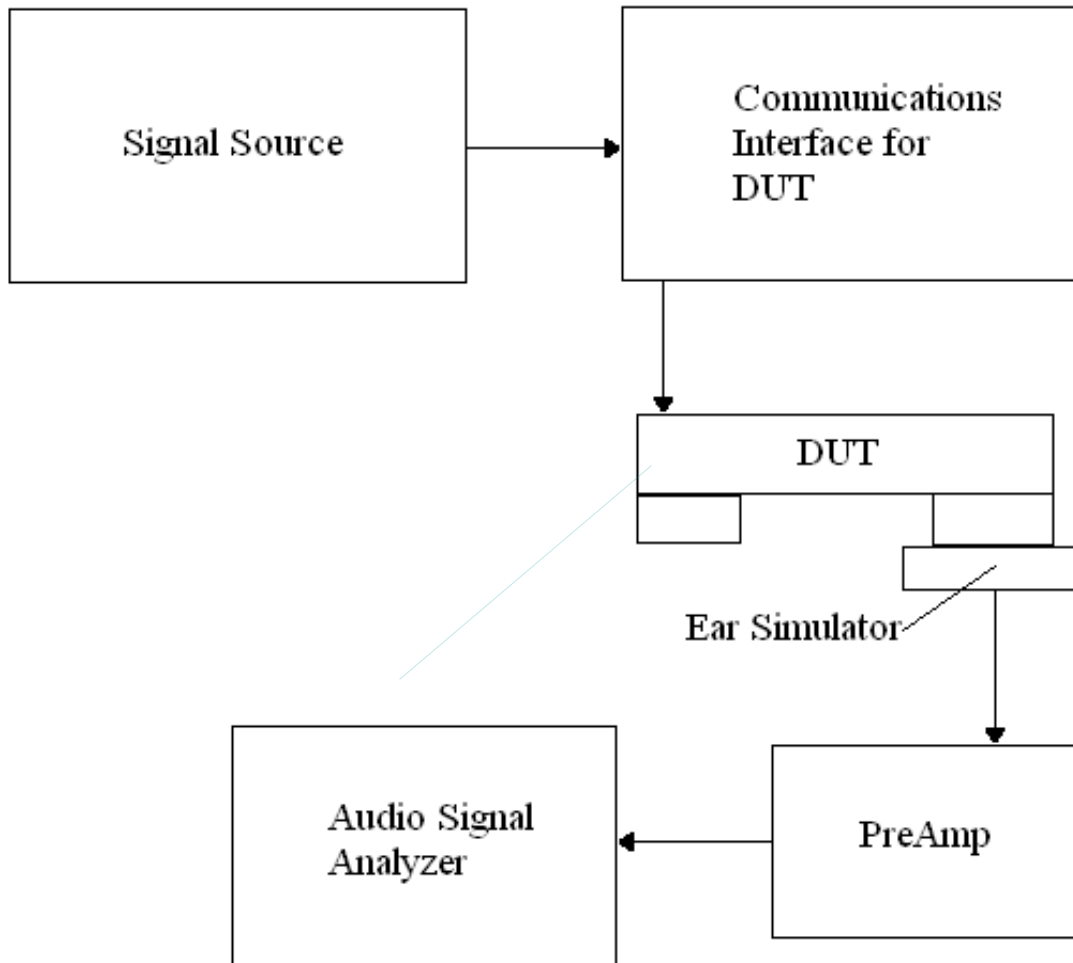 Signal Source
Communications
Interface for
DUT
DUT
Ear Simulator
Audio Signal
Analyzer
PreAmp